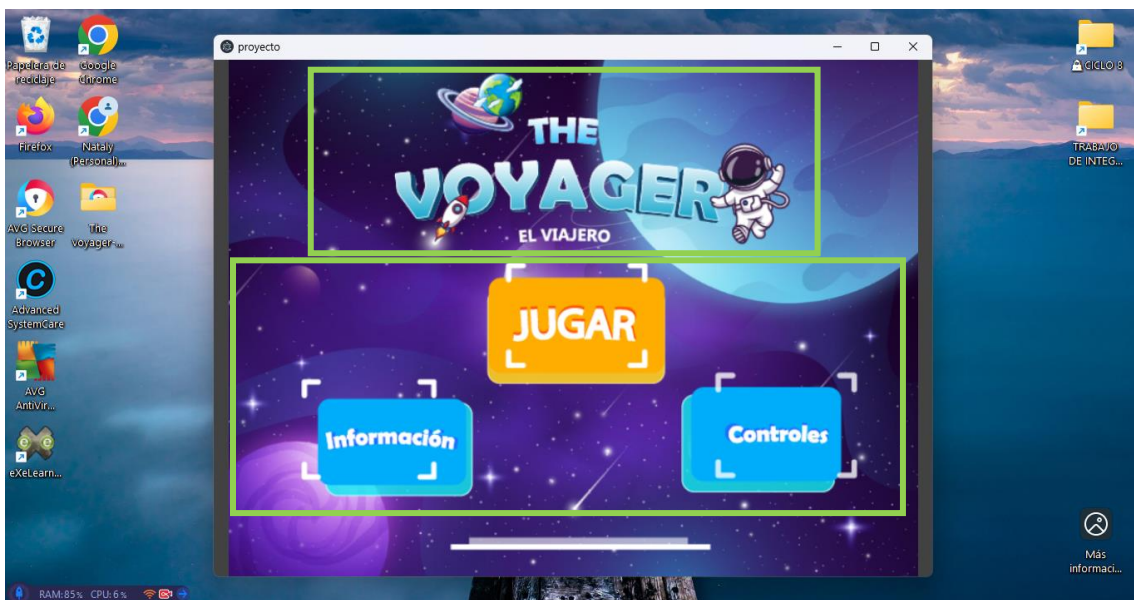 Papelera de
reciclaje
Google
Chrome
Firefox
Nataly
(Personal)...
AVG Secure
Browser
The
Voyager-...
Advanced
SystemCare
AVG
AntiVir...
eXeLearn...
proyecto
THE
VOYAGER
EL VIAJERO
JUGAR
Información
Controles
CICLO 8
TRABAJO
DE INTEG...
Más
informaci...
RAM:85% CPU:6%